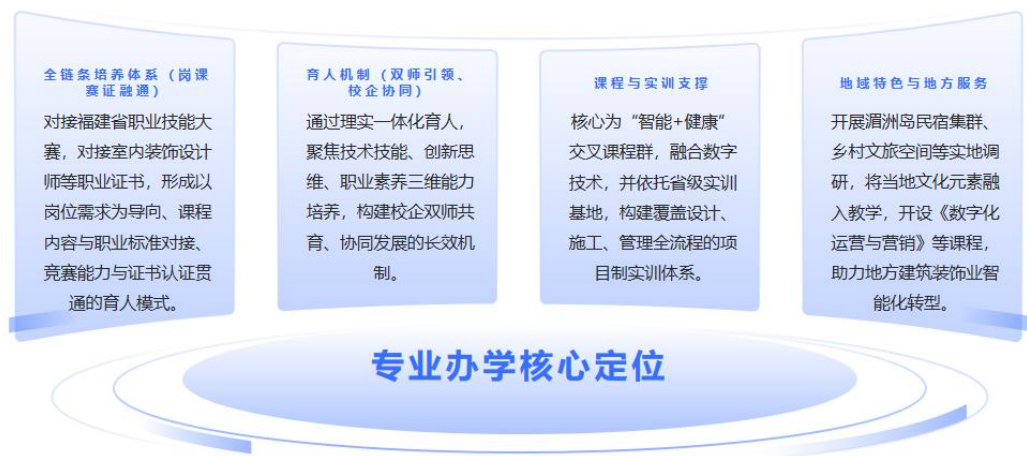 全链条培养体系（岗课
赛证融通）
对接福建省职业技能大
赛，对接室内装饰设计
师等职业证书，形成以
岗位需求为导向、课程
内容与职业标准对接、
竞赛能力与证书认证贯
通的育人模式。
育人机制（双师引领、
校企协同）
通过理实一体化育人，
聚焦技术技能、创新思
维、职业素养三维能力
培养，构建校企双师共
育、协同发展的长效机
制。
课程与实训支撑
核心为“智能+健康”
交叉课程群，融合数字
技术，并依托省级实训
基地，构建覆盖设计、
施工、管理全流程的项
目制实训体系。
地域特色与地方服务
开展湄洲岛民宿集群、
乡村文旅空间等实地调
研，将当地文化元素融
入教学，开设《数字化
运营与营销》等课程，
助力地方建筑装饰业智
能化转型。
专业办学核心定位